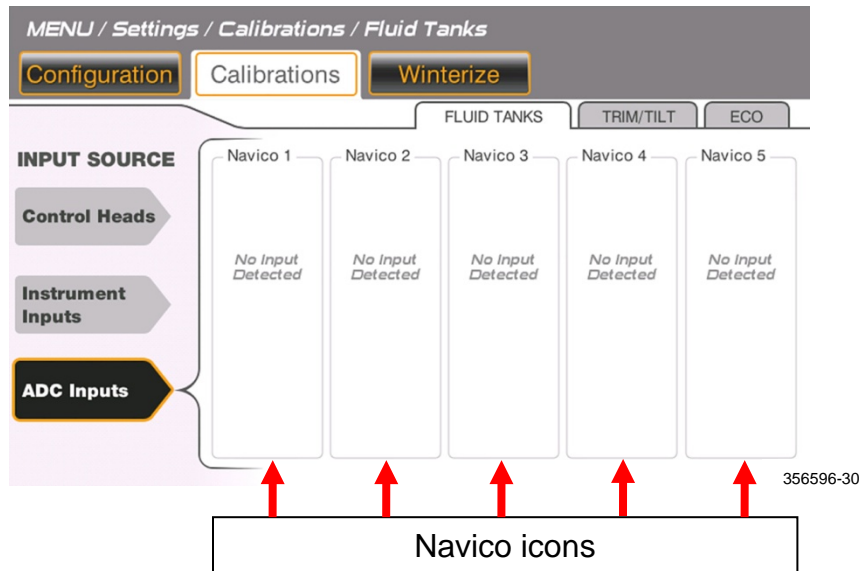 MENU / Settings / Calibrations / Fluid Tanks
Configuration Calibrations Winterize
FLUID TANKS TRIM/TILT ECO
INPUT SOURCE
Control Heads
Instrument
Inputs
ADC Inputs
Navico 1 Navico 2 Navico 3 Navico 4 Navico 5
No Input No Input No Input No Input No Input
Detected Detected Detected Detected Detected
356596-30
Navico icons